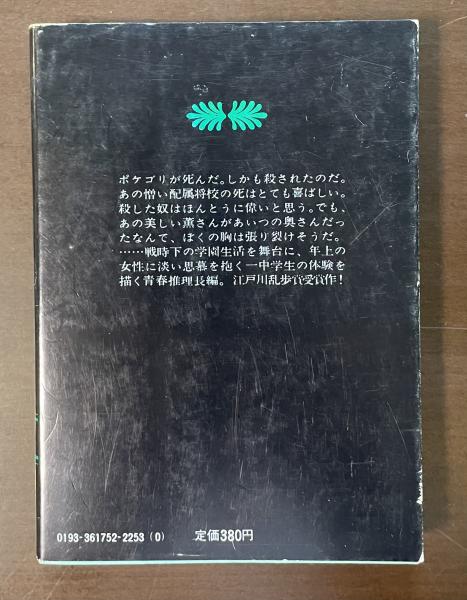 ポケゴリが死んだ。しかも殺されたのだ。
あの憎い配属将校の死はとても喜ばしい。
殺した奴はほんとうに偉いと思う。でも、
あの美しい薫さんがあいつの奥さんだっ
たなんて、ぼくの胸は張り裂けそうだ。
……戦時下の学園生活を舞台に、年上の
女性に淡い思慕を抱く一中学生の体験を
描く青春推理長編。江戸川乱歩賞受賞作！
0193-361752-2253 (0)
定価380円